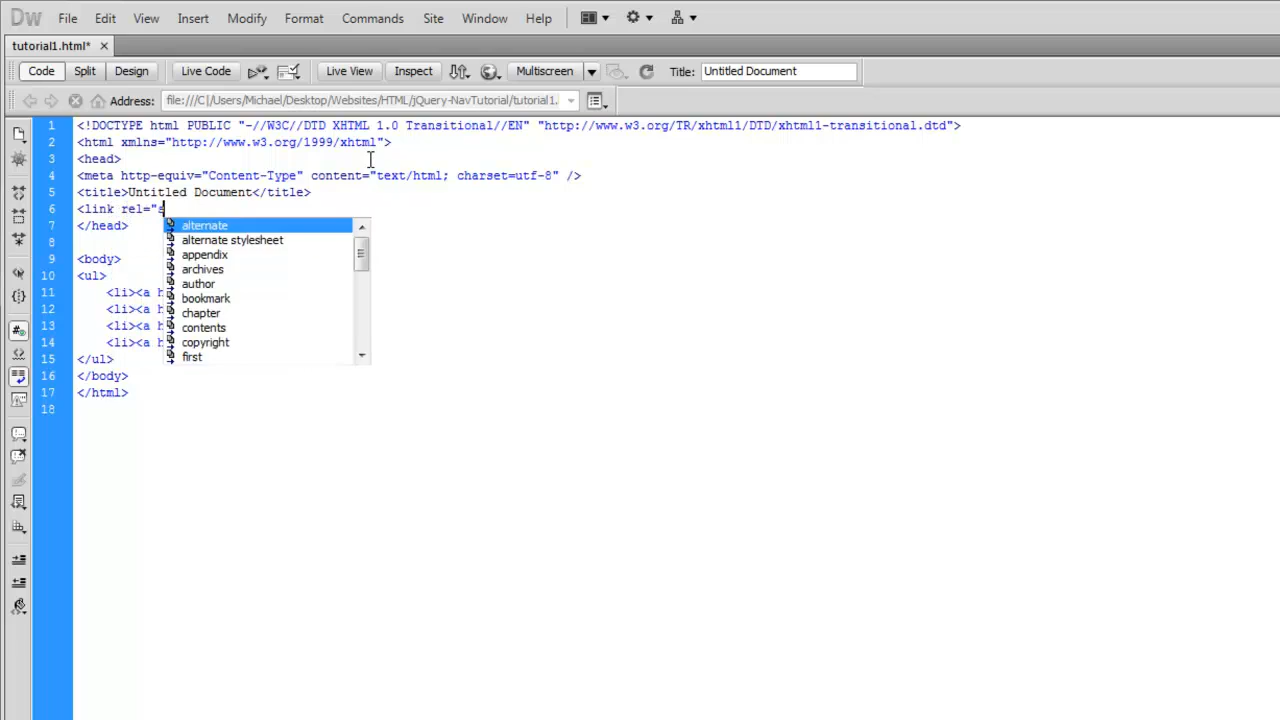 Dw File Edit View Insert Modify Format Commands Site Window Help
tutorial1.html*
Code Split Design Live Code Live View Inspect Multiscreen Title: Untitled Document
Address: file:///C|/Users/Michael/Desktop/Websites/HTML/jQuery-NavTutorial/tutorial1.
1 <!DOCTYPE html PUBLIC "-//W3C//DTD XHTML 1.0 Transitional//EN" "http://www.w3.org/TR/xhtml1/DTD/xhtml1-transitional.dtd">
2 <html xmlns="http://www.w3.org/1999/xhtml">
3 <head>
4 <meta http-equiv="Content-Type" content="text/html; charset=utf-8" />
5 <title>Untitled Document</title>
6 <link rel="s
7 </head>
alternate
8
alternate stylesheet
appendix
9 <body>
archives
10 <ul>
author
11 <li><a h
bookmark
12 <li><a h
chapter
13 <li><a h
contents
14 <li><a h
copyright
15 </ul>
first
16 </body>
17 </html>
18